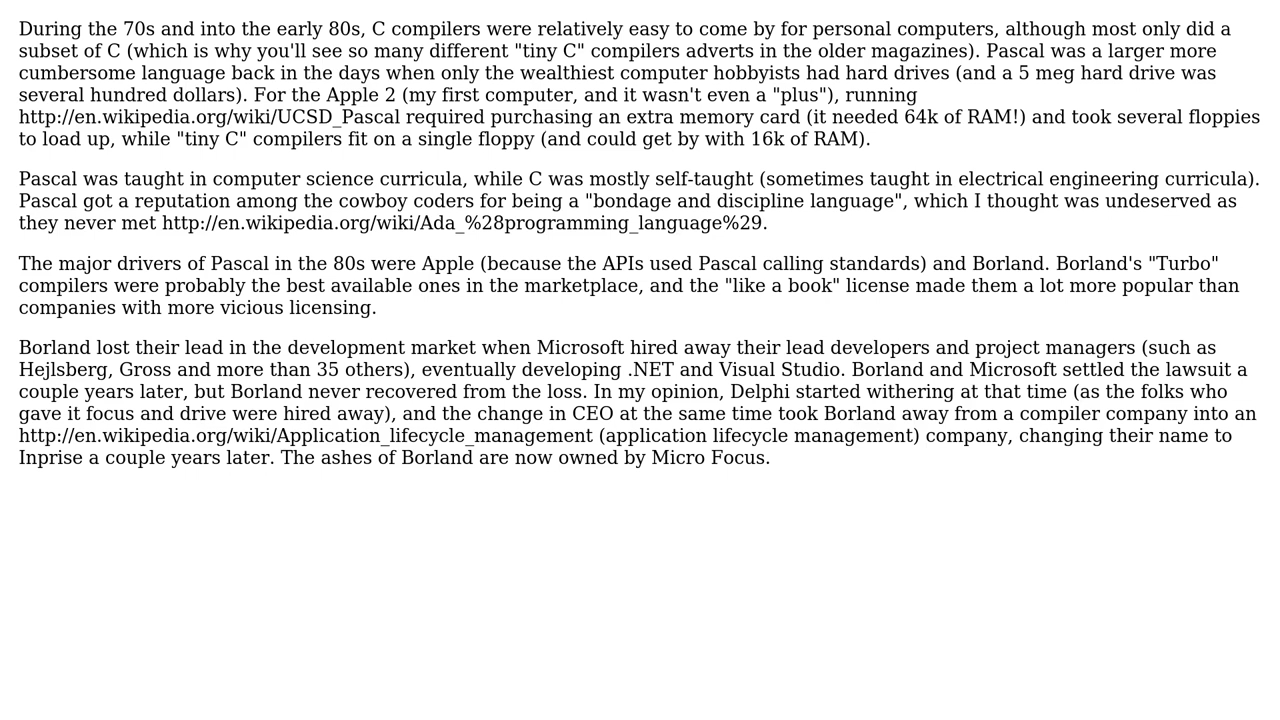 During the 70s and into the early 80s, C compilers were relatively easy to come by for personal computers, although most only did a
subset of C (which is why you'll see so many different "tiny C" compilers adverts in the older magazines). Pascal was a larger more
cumbersome language back in the days when only the wealthiest computer hobbyists had hard drives (and a 5 meg hard drive was
several hundred dollars). For the Apple 2 (my first computer, and it wasn't even a "plus"), running
http://en.wikipedia.org/wiki/UCSD_Pascal required purchasing an extra memory card (it needed 64k of RAM!) and took several floppies
to load up, while "tiny C" compilers fit on a single floppy (and could get by with 16k of RAM).
Pascal was taught in computer science curricula, while C was mostly self-taught (sometimes taught in electrical engineering curricula).
Pascal got a reputation among the cowboy coders for being a "bondage and discipline language", which I thought was undeserved as
they never met http://en.wikipedia.org/wiki/Ada_%28programming_language%29.
The major drivers of Pascal in the 80s were Apple (because the APIs used Pascal calling standards) and Borland. Borland's "Turbo"
compilers were probably the best available ones in the marketplace, and the "like a book" license made them a lot more popular than
companies with more vicious licensing.
Borland lost their lead in the development market when Microsoft hired away their lead developers and project managers (such as
Hejlsberg, Gross and more than 35 others), eventually developing .NET and Visual Studio. Borland and Microsoft settled the lawsuit a
couple years later, but Borland never recovered from the loss. In my opinion, Delphi started withering at that time (as the folks who
gave it focus and drive were hired away), and the change in CEO at the same time took Borland away from a compiler company into an
http://en.wikipedia.org/wiki/Application_lifecycle_management (application lifecycle management) company, changing their name to
Inprise a couple years later. The ashes of Borland are now owned by Micro Focus.